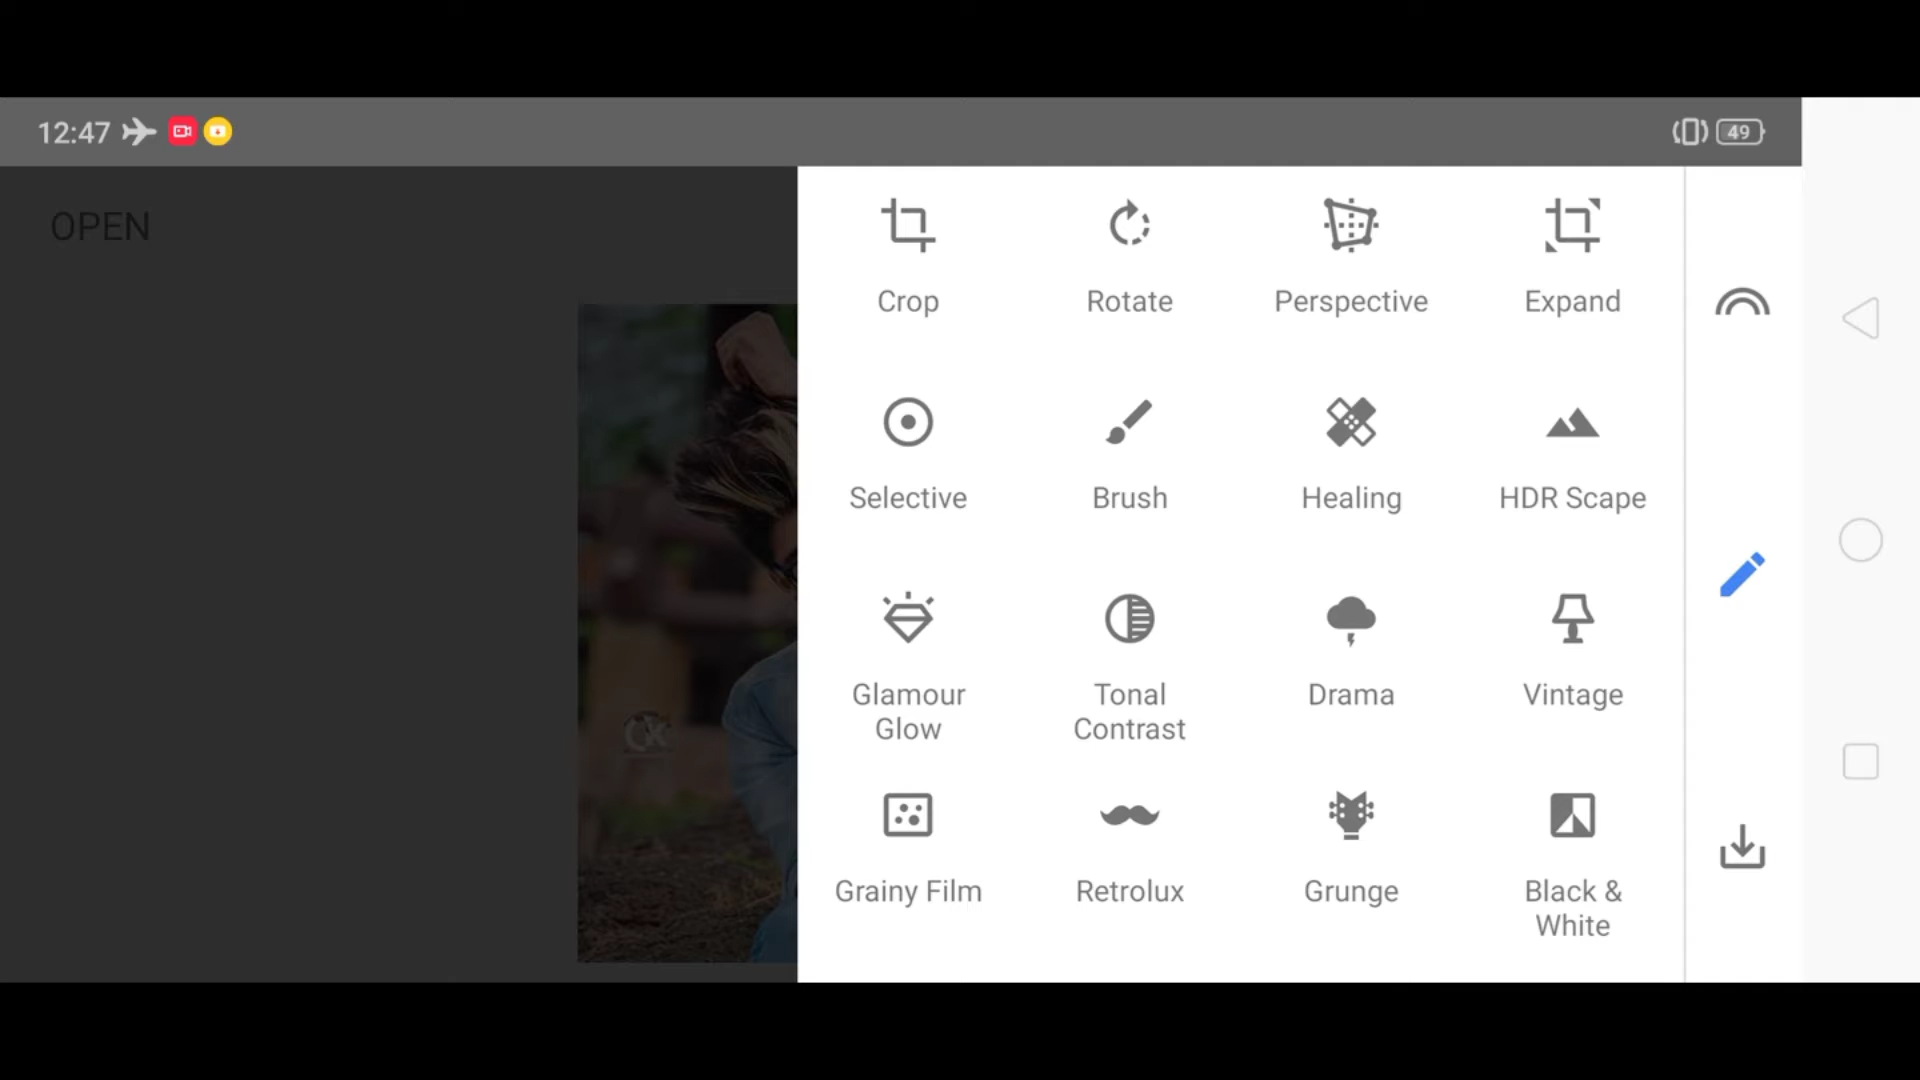 12:47
49
OPEN
Crop
Rotate
Perspective
Expand
Selective
Brush
Healing
HDR Scape
Glamour
Glow
Tonal
Contrast
Drama
Vintage
Grainy Film
Retrolux
Grunge
Black &
White